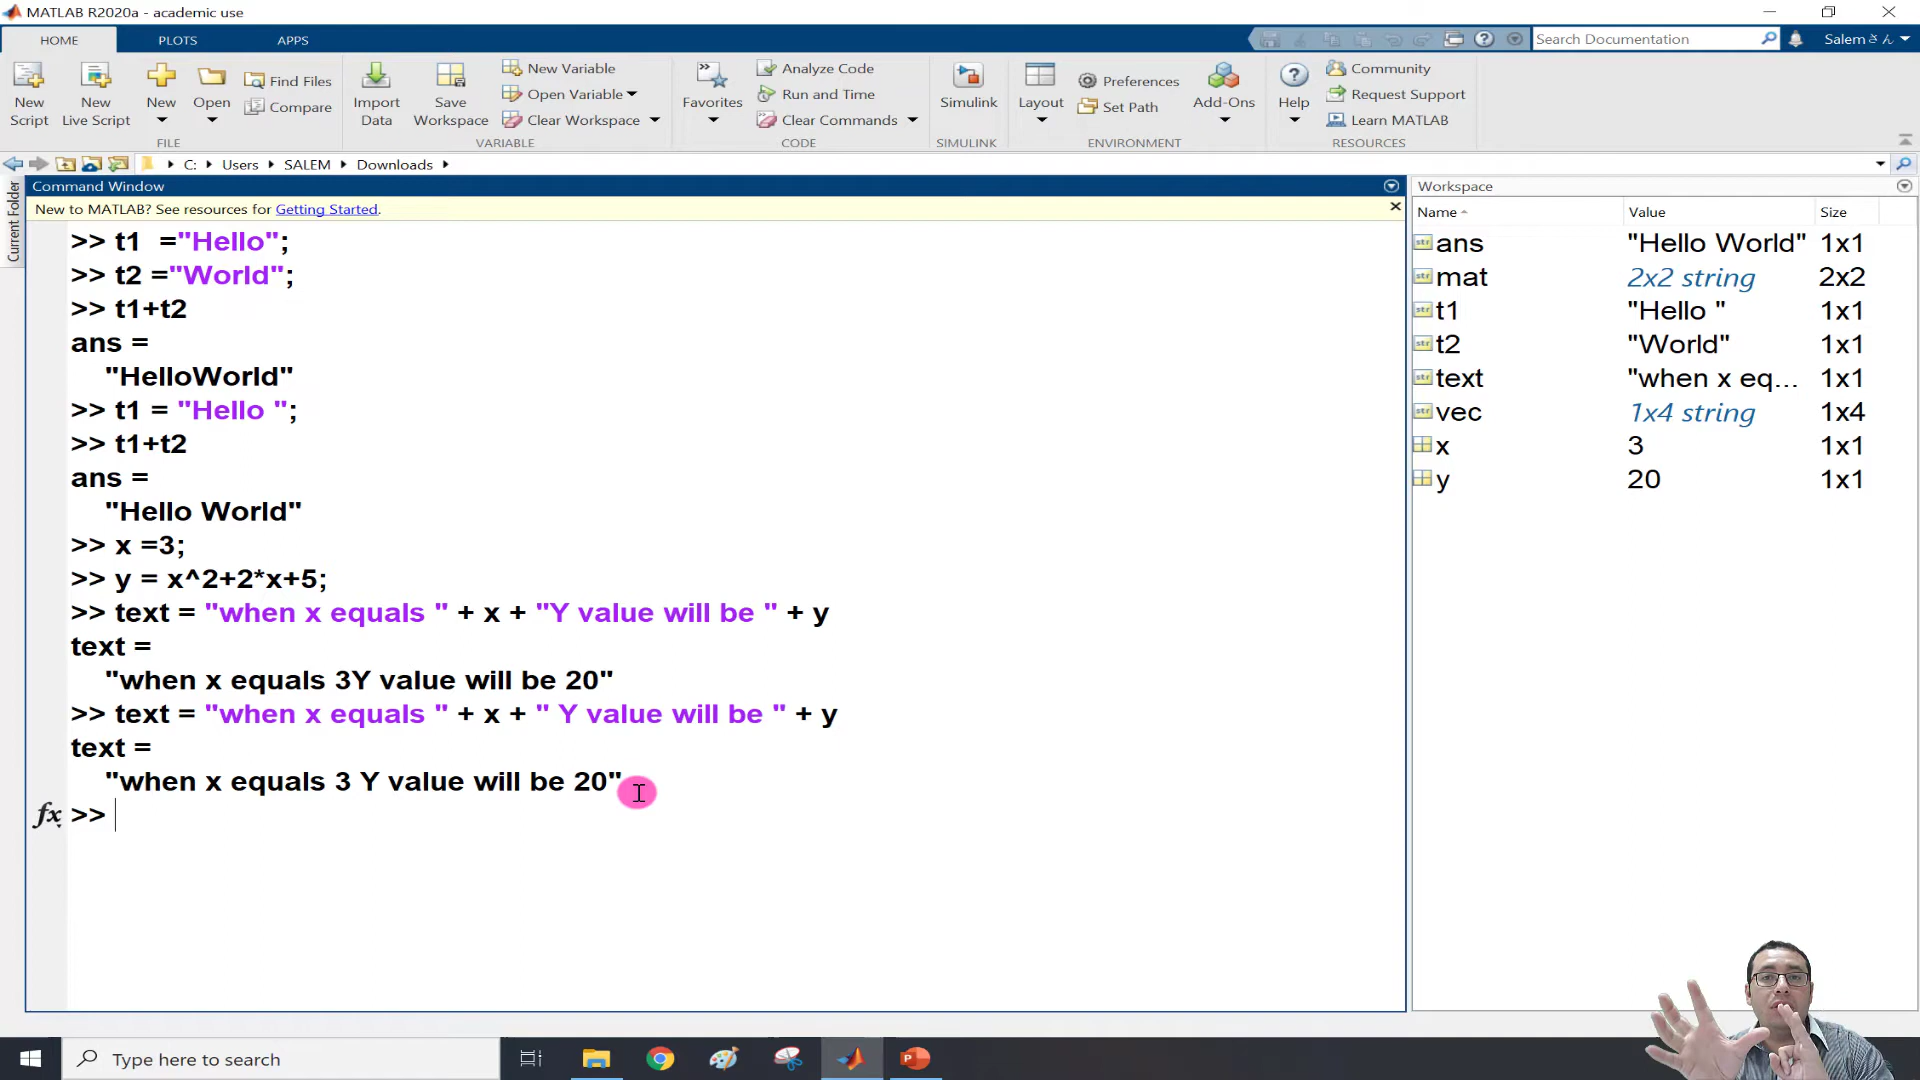 MATLAB R2020a - academic use
HOME PLOTS APPS
Search Documentation
Salemさん
New Script
New Live Script
New
Open
Find Files
Compare
FILE
Import Data
Save Workspace
New Variable
Open Variable
Clear Workspace
VARIABLE
Favorites
Analyze Code
Run and Time
Clear Commands
CODE
Simulink
SIMULINK
Layout
Preferences
Set Path
Add-Ons
ENVIRONMENT
Help
Community
Request Support
Learn MATLAB
RESOURCES
C: Users SALEM Downloads
Current Folder
Command Window
New to MATLAB? See resources for Getting Started.
>> t1  ="Hello";
>> t2 ="World";
>> t1+t2
ans =
"HelloWorld"
>> t1 = "Hello ";
>> t1+t2
ans =
"Hello World"
>> x =3;
>> y = x^2+2*x+5;
>> text = "when x equals " + x + "Y value will be " + y
text =
"when x equals 3Y value will be 20"
>> text = "when x equals " + x + " Y value will be " + y
text =
"when x equals 3 Y value will be 20"
fx >>
Workspace
Name Value Size
ans "Hello World" 1x1
mat 2x2 string 2x2
t1 "Hello " 1x1
t2 "World" 1x1
text "when x eq... 1x1
vec 1x4 string 1x4
x 3 1x1
y 20 1x1
Type here to search